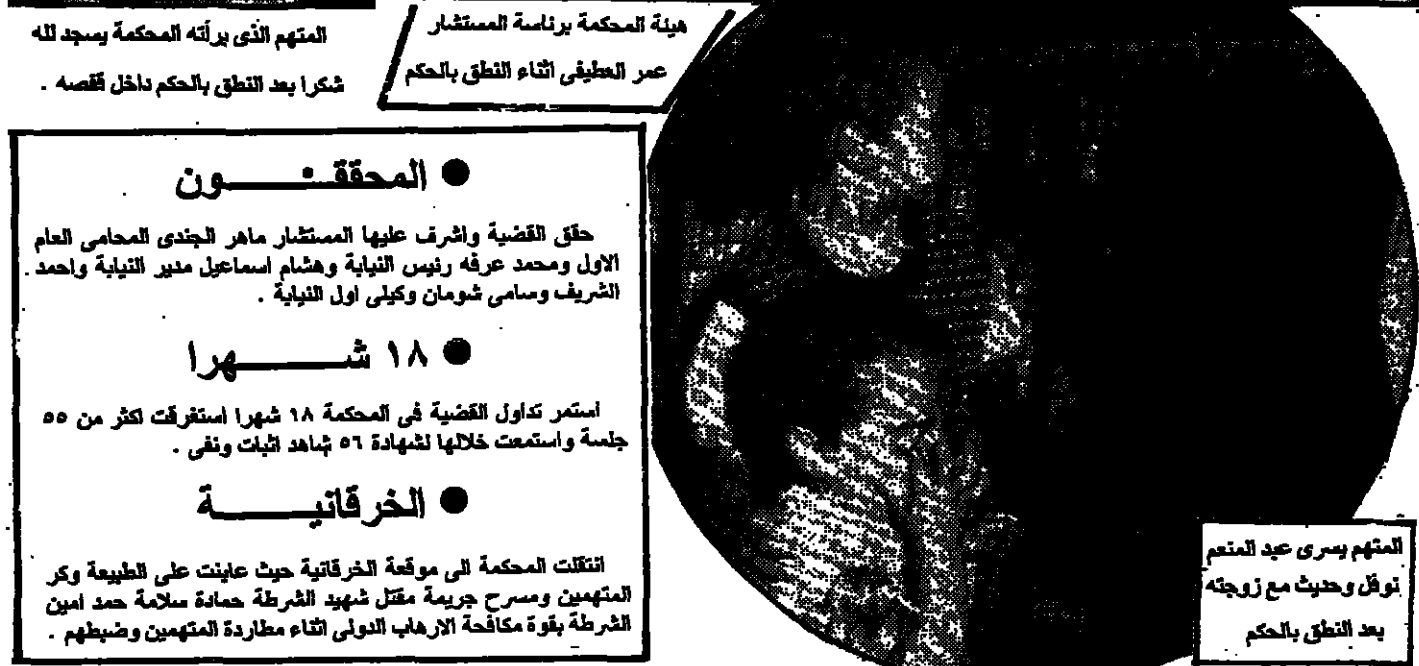 هيئة المحكمة برناسة المستشار
عمر العطيفى اثناء النطق بالحكم
المتهم الذى برأته المحكمة يسجد لله
شكرا بعد النطق بالحكم داخل قفصه .
● المحققـــــون
حقق القضية واشرف عليها المستشار ماهر الجندى المحامى العام
الاول ومحمد عرفه رئيس النيابة وهشام اسماعيل مدير النيابة واحمد
الشريف وسامى شومان وكيلى اول النيابة .
● ١٨ شـــــهرا
استمر تداول القضية فى المحكمة ١٨ شهرا استغرقت اكثر من ٥٥
جلسة واستمعت خلالها لشهادة ٥٦ شاهد اثبات ونفى .
● الخرقانيـــــة
انتقلت المحكمة الى موقعة الخرقانية حيث عاينت على الطبيعة وكر
المتهمين ومسرح جريمة مقتل شهيد الشرطة حمادة سلامة حمد امين
الشرطة بقوة مكافحة الارهاب الدولى اثناء مطاردة المتهمين وضبطهم .
المتهم يسرى عبد المنعم
نوفل وحديث مع زوجته
بعد النطق بالحكم